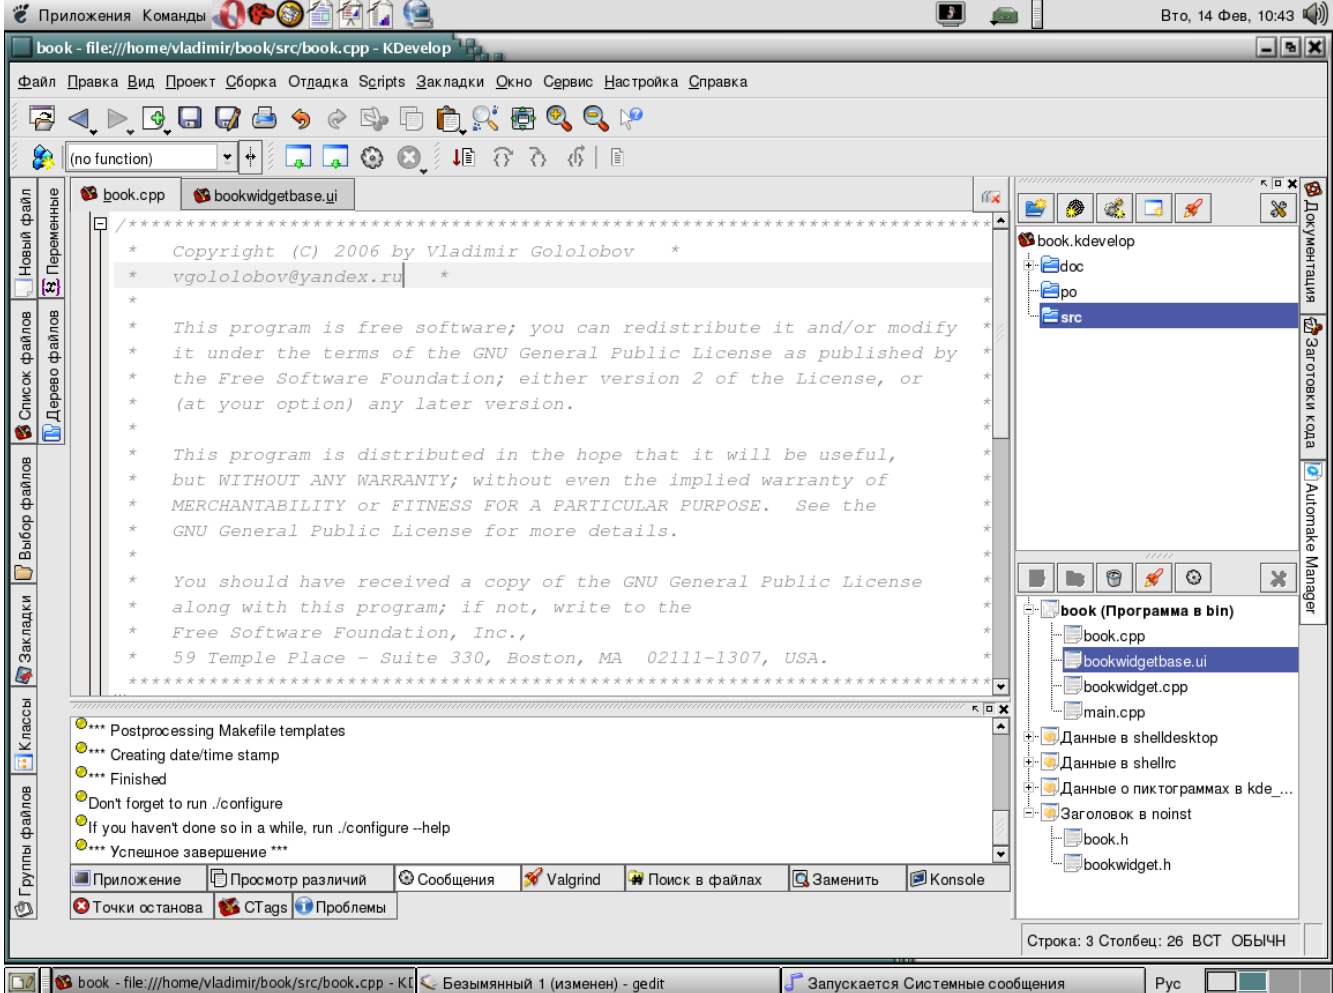 Приложения Команды
Вто, 14 Фев, 10:43
book - file:///home/vladimir/book/src/book.cpp - KDevelop
Файл Правка Вид Проект Сборка Отладка Scripts Закладки Окно Сервис Настройка Справка
(no function)
book.cpp
bookwidgetbase.ui
Новый файл
Переменные
Список файлов
Дерево файлов
Выбор файлов
Закладки
Классы
Группы файлов
/**************************************************************************
* Copyright (C) 2006 by Vladimir Gololobov *
* vgololobov@yandex.ru *
* *
* This program is free software; you can redistribute it and/or modify *
* it under the terms of the GNU General Public License as published by *
* the Free Software Foundation; either version 2 of the License, or *
* (at your option) any later version. *
* *
* This program is distributed in the hope that it will be useful, *
* but WITHOUT ANY WARRANTY; without even the implied warranty of *
* MERCHANTABILITY or FITNESS FOR A PARTICULAR PURPOSE. See the *
* GNU General Public License for more details. *
* *
* You should have received a copy of the GNU General Public License *
* along with this program; if not, write to the *
* Free Software Foundation, Inc., *
* 59 Temple Place - Suite 330, Boston, MA 02111-1307, USA. *
**************************************************************************
book.kdevelop
doc
po
src
Документация
Заготовки кода
Automake Manager
book (Программа в bin)
book.cpp
bookwidgetbase.ui
bookwidget.cpp
main.cpp
Данные в shelldesktop
Данные в shellrc
Данные о пиктограммах в kde_...
Заголовок в noinst
book.h
bookwidget.h
*** Postprocessing Makefile templates
*** Creating date/time stamp
*** Finished
Don't forget to run ./configure
If you haven't done so in a while, run ./configure --help
*** Успешное завершение ***
Приложение
Просмотр различий
Сообщения
Valgrind
Поиск в файлах
Заменить
Konsole
Точки останова
CTags
Проблемы
Строка: 3 Столбец: 26 ВСТ ОБЫЧН
book - file:///home/vladimir/book/src/book.cpp - KD
Безымянный 1 (изменен) - gedit
Запускается Системные сообщения
Рус